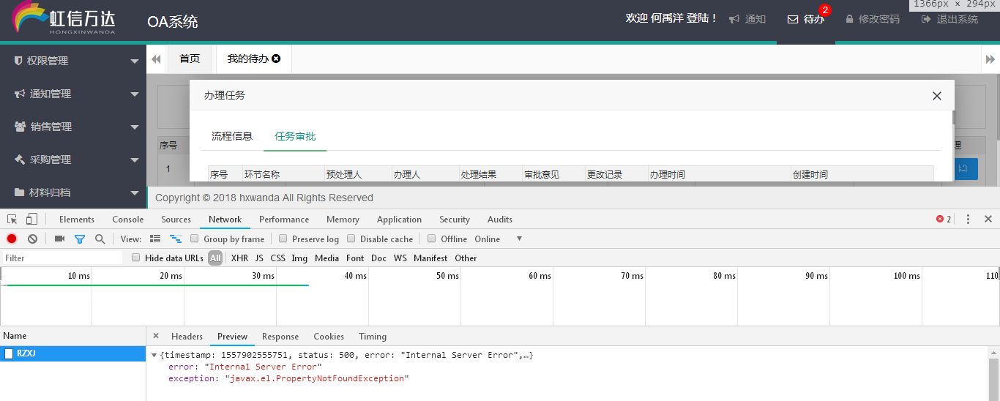 1366px × 294px
虹信万达
HONGXINWANDA
OA系统
欢迎 何禹洋 登陆！
通知
待办
2
修改密码
退出系统
权限管理
通知管理
销售管理
采购管理
材料归档
首页
我的待办
办理任务
流程信息
任务审批
序号
理
1
序号 环节名称 预处理人 办理人 处理结果 审批意见 更改记录 办理时间 创建时间
Copyright © 2018 hxwanda All Rights Reserved
Elements Console Sources Network Performance Memory Application Security Audits
2
View: Group by frame Preserve log Disable cache Offline Online
Filter
Hide data URLs All XHR JS CSS Img Media Font Doc WS Manifest Other
10 ms 20 ms 30 ms 40 ms 50 ms 60 ms 70 ms 80 ms 90 ms 100 ms 110
Name
RZXJ
Headers Preview Response Cookies Timing
{timestamp: 1557902555751, status: 500, error: "Internal Server Error",…}
error: "Internal Server Error"
exception: "javax.el.PropertyNotFoundException"